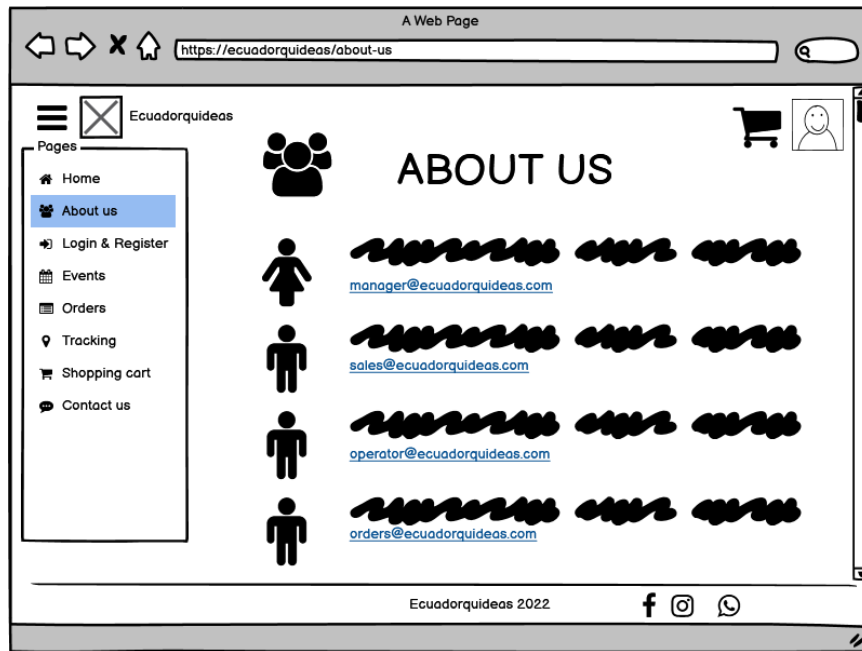 A Web Page
https://ecuadorquideas/about-us
Ecuadorquideas
Pages
Home
About us
Login & Register
Events
Orders
Tracking
Shopping cart
Contact us
ABOUT US
manager@ecuadorquideas.com
sales@ecuadorquideas.com
operator@ecuadorquideas.com
orders@ecuadorquideas.com
Ecuadorquideas 2022